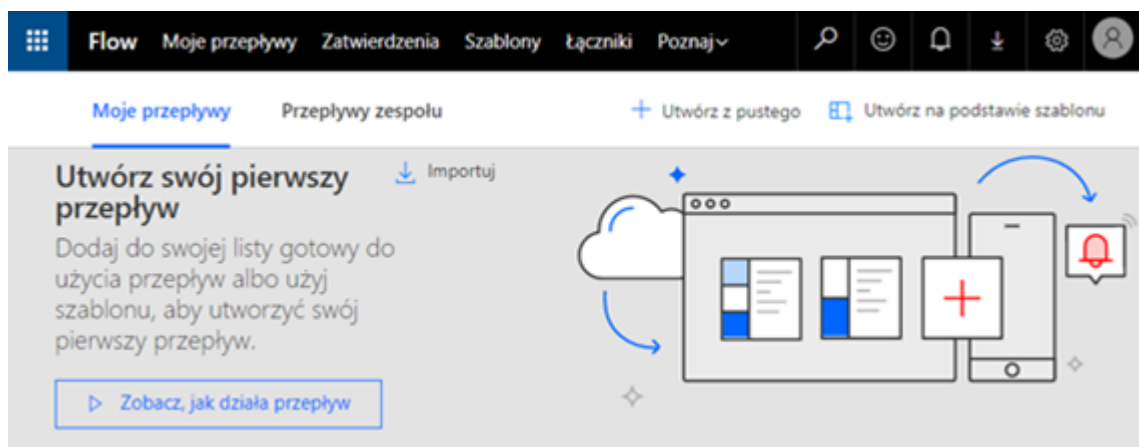 Flow Moje przepływy Zatwierdzenia Szablony Łączniki Poznaj
Moje przepływy Przepływy zespołu Utwórz z pustego Utwórz na podstawie szablonu
Utwórz swój pierwszy
przepływ
Importuj
Dodaj do swojej listy gotowy do
użycia przepływ albo użyj
szablonu, aby utworzyć swój
pierwszy przepływ.
Zobacz, jak działa przepływ